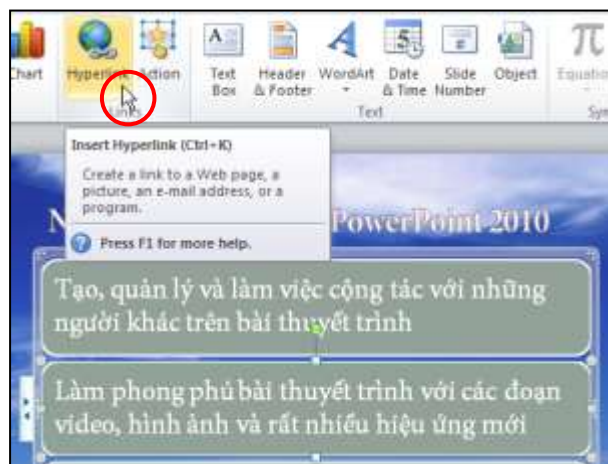 Chart Hyperlink Action Text Box Header & Footer WordArt Date & Time Slide Number Object Equation
Links Text Sym
Insert Hyperlink (Ctrl+K)
Create a link to a Web page, a
picture, an e-mail address, or a
program.
Press F1 for more help.
N PowerPoint 2010
Tạo, quản lý và làm việc cộng tác với những
người khác trên bài thuyết trình
Làm phong phú bài thuyết trình với các đoạn
video, hình ảnh và rất nhiều hiệu ứng mới